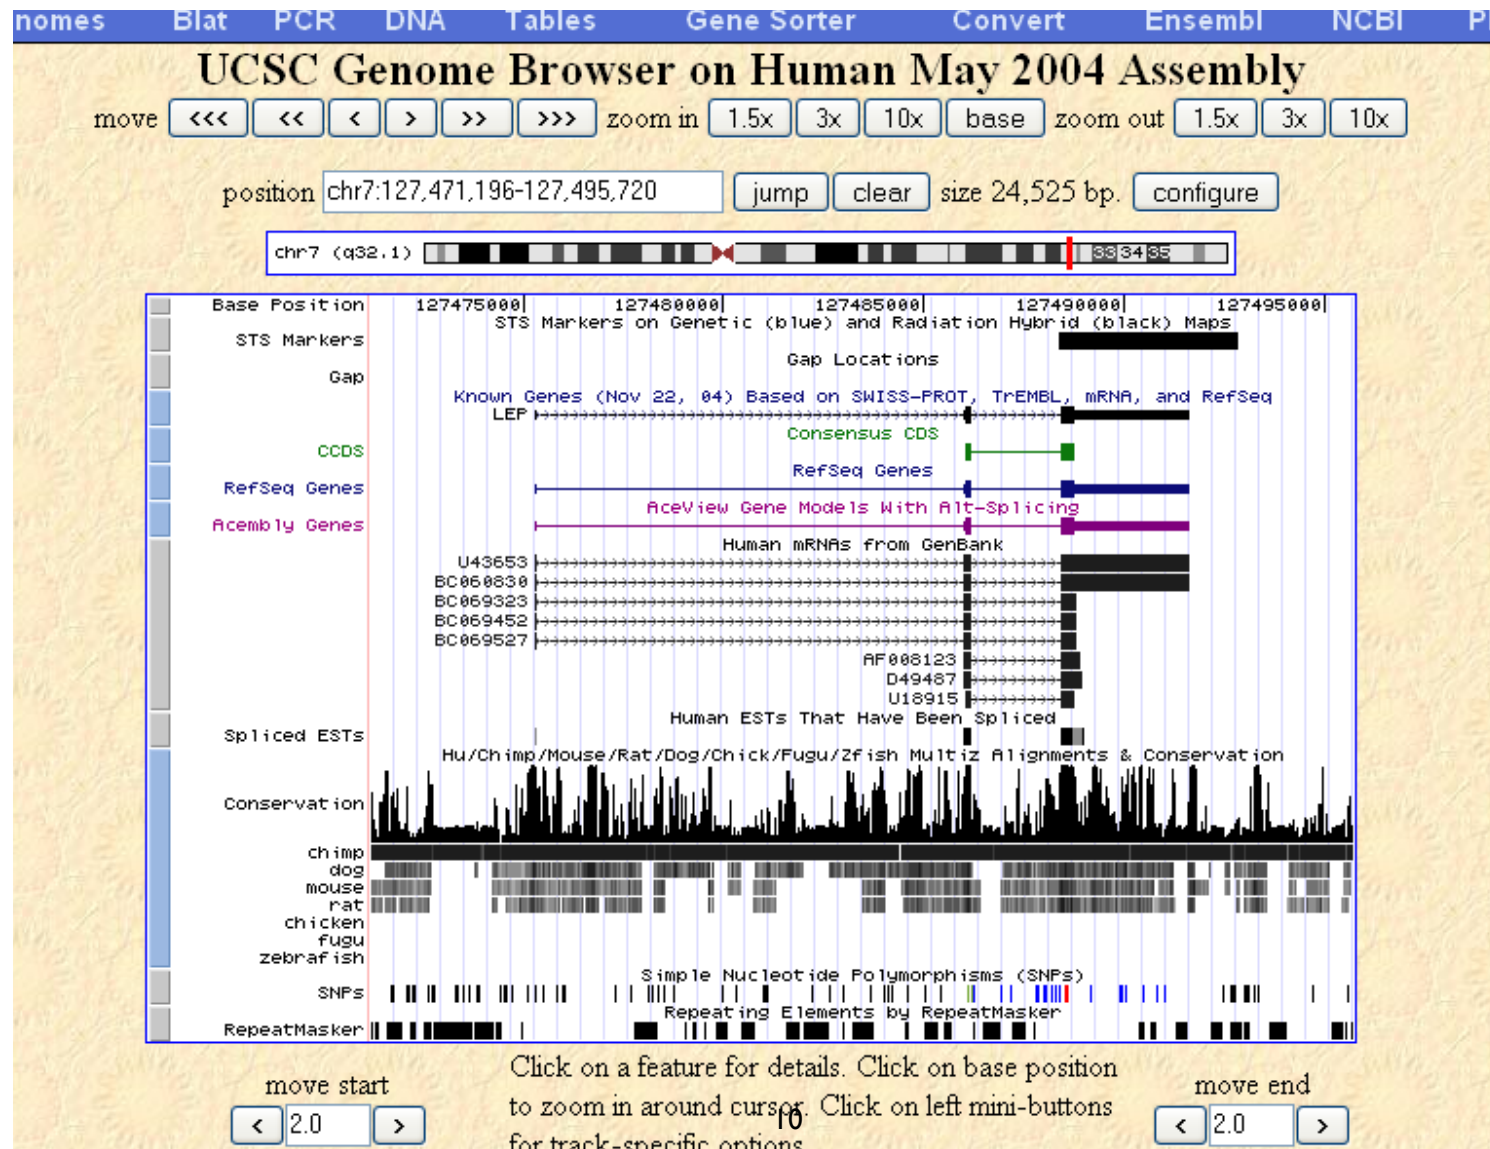 nomes Blat PCR DNA Tables Gene Sorter Convert Ensembl NCBI
UCSC Genome Browser on Human May 2004 Assembly
move <<< << < > >> >>> zoom in 1.5x 3x 10x base zoom out 1.5x 3x 10x
position chr7:127,471,196-127,495,720 jump clear size 24,525 bp. configure
chr7 (q32.1) 33 34 35
Base Position 127475000| 127480000| 127485000| 127490000| 127495000|
STS Markers on Genetic (blue) and Radiation Hybrid (black) Maps
STS Markers
Gap Locations
Gap
Known Genes (Nov 22, 04) Based on SWISS-PROT, TrEMBL, mRNA, and RefSeq
LEP
Consensus CDS
CCDS
RefSeq Genes
RefSeq Genes
AceView Gene Models With Alt-Splicing
Acembly Genes
Human mRNAs from GenBank
U43653
BC060830
BC069323
BC069452
BC069527
AF008123
D49487
U18915
Human ESTs That Have Been Spliced
Spliced ESTs
Hu/Chimp/Mouse/Rat/Dog/Chick/Fugu/Zfish Multiz Alignments & Conservation
Conservation
chimp
dog
mouse
rat
chicken
fugu
zebrafish
Simple Nucleotide Polymorphisms (SNPs)
SNPs
Repeating Elements by RepeatMasker
RepeatMasker
move start
< 2.0 >
Click on a feature for details. Click on base position
to zoom in around cursor. Click on left mini-buttons
for track-specific options.
10
move end
< 2.0 >